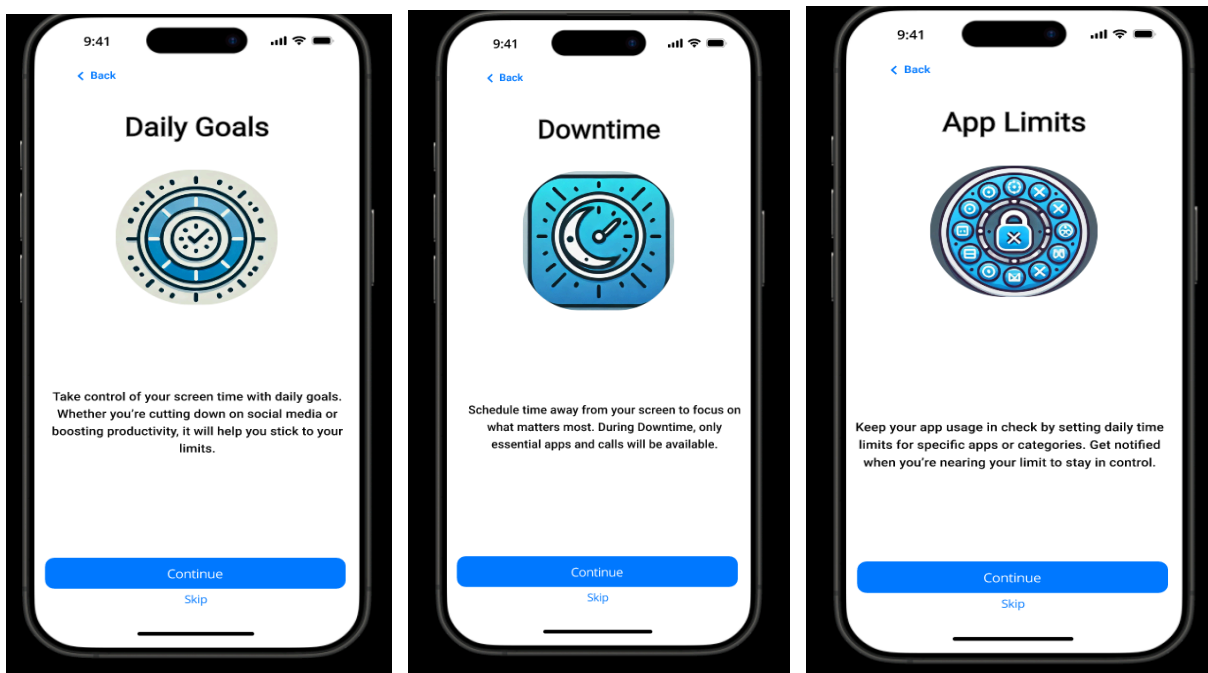 9:41
Back
Daily Goals
Take control of your screen time with daily goals.
Whether you're cutting down on social media or
boosting productivity, it will help you stick to your
limits.
Continue
Skip
9:41
Back
Downtime
Schedule time away from your screen to focus on
what matters most. During Downtime, only
essential apps and calls will be available.
Continue
Skip
9:41
Back
App Limits
Keep your app usage in check by setting daily time
limits for specific apps or categories. Get notified
when you're nearing your limit to stay in control.
Continue
Skip